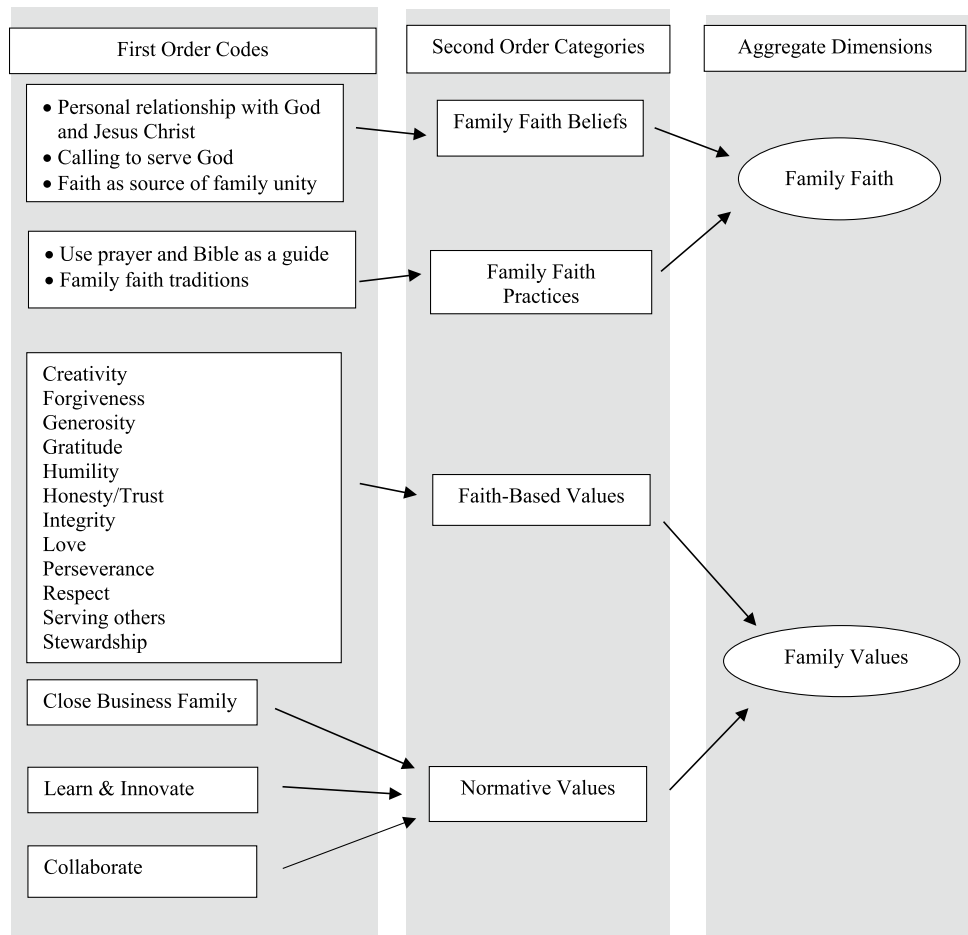 First Order Codes
Second Order Categories
Aggregate Dimensions
• Personal relationship with God
and Jesus Christ
• Calling to serve God
• Faith as source of family unity
Family Faith Beliefs
Family Faith
• Use prayer and Bible as a guide
• Family faith traditions
Family Faith
Practices
Creativity
Forgiveness
Generosity
Gratitude
Humility
Honesty/Trust
Integrity
Love
Perseverance
Respect
Serving others
Stewardship
Faith-Based Values
Family Values
Close Business Family
Learn & Innovate
Collaborate
Normative Values